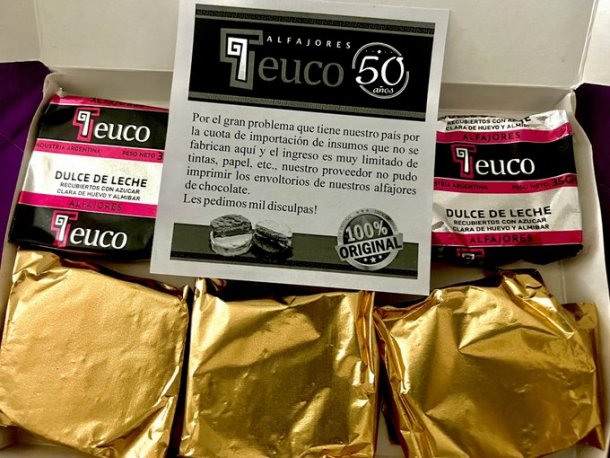 ALFAJORES
Teuco
50
años
Por el gran problema que tiene nuestro país por
la cuota de importación de insumos que no se
fabrican aquí y el ingreso es muy limitado de
tintas, papel, etc., nuestro proveedor no pudo
imprimir los envoltorios de nuestros alfajores
de chocolate.
Les pedimos mil disculpas!
100%
ORIGINAL
Teuco
INDUSTRIA ARGENTINA PESO NETO 3
DULCE DE LECHE
RECUBIERTOS CON AZUCAR
CLARA DE HUEVO Y ALMIBAR
ALFAJORES
Teuco
RECUBIERTOS CON AZUCAR
CLARA DE HUEVO Y ALMIBAR
Teuco
INDUSTRIA ARGENTINA PESO NETO
DULCE DE LECHE
RECUBIERTOS CON AZUCAR
CLARA DE HUEVO Y ALMIBAR
ALFAJORES